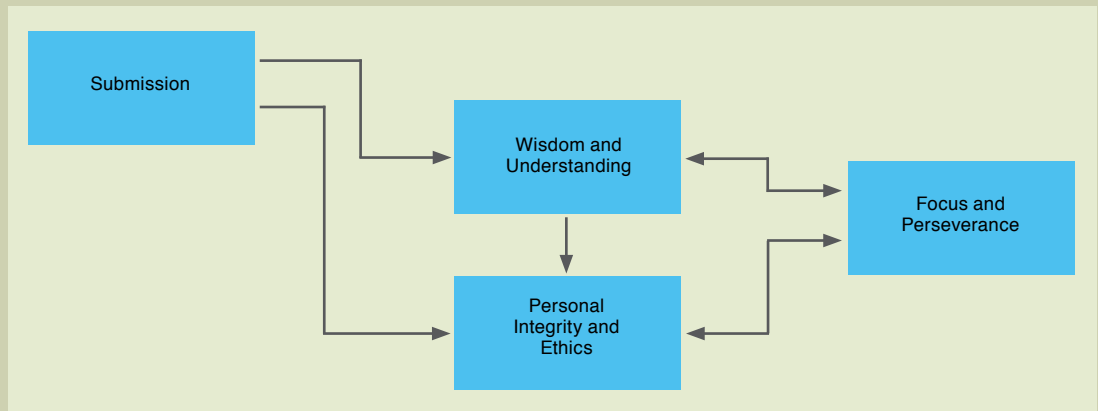 Submission
Wisdom and
Understanding
Focus and
Perseverance
Personal
Integrity and
Ethics